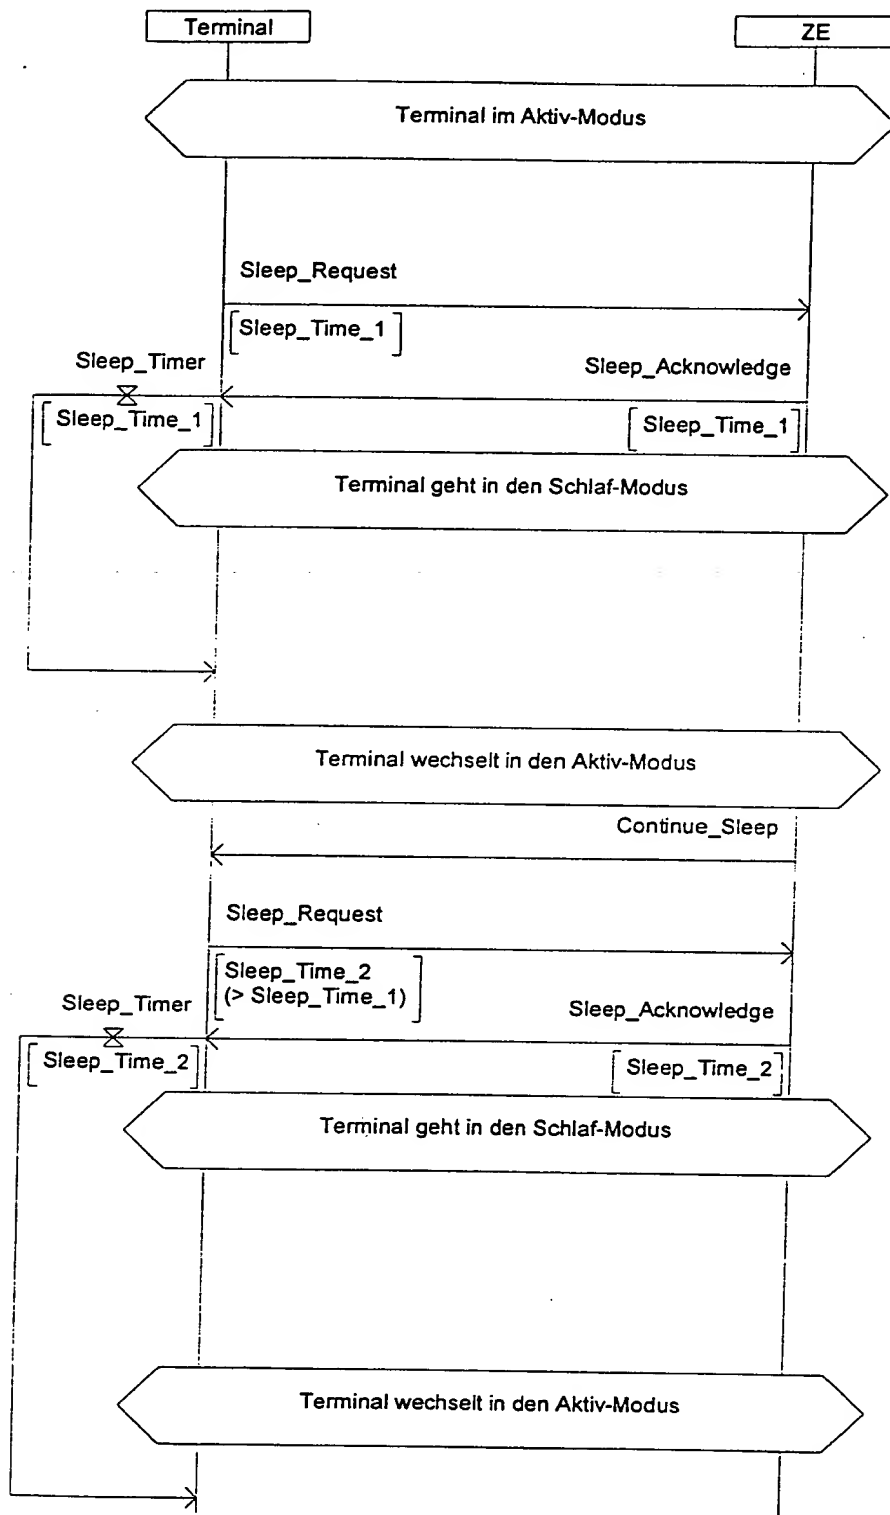 Terminal
ZE
Terminal im Aktiv-Modus
Sleep_Request
Sleep_Time_1
Sleep_Timer
Sleep_Acknowledge
Sleep_Time_1
Sleep_Time_1
Terminal geht in den Schlaf-Modus
Terminal wechselt in den Aktiv-Modus
Continue_Sleep
Sleep_Request
Sleep_Time_2
(> Sleep_Time_1)
Sleep_Timer
Sleep_Acknowledge
Sleep_Time_2
Sleep_Time_2
Terminal geht in den Schlaf-Modus
Terminal wechselt in den Aktiv-Modus